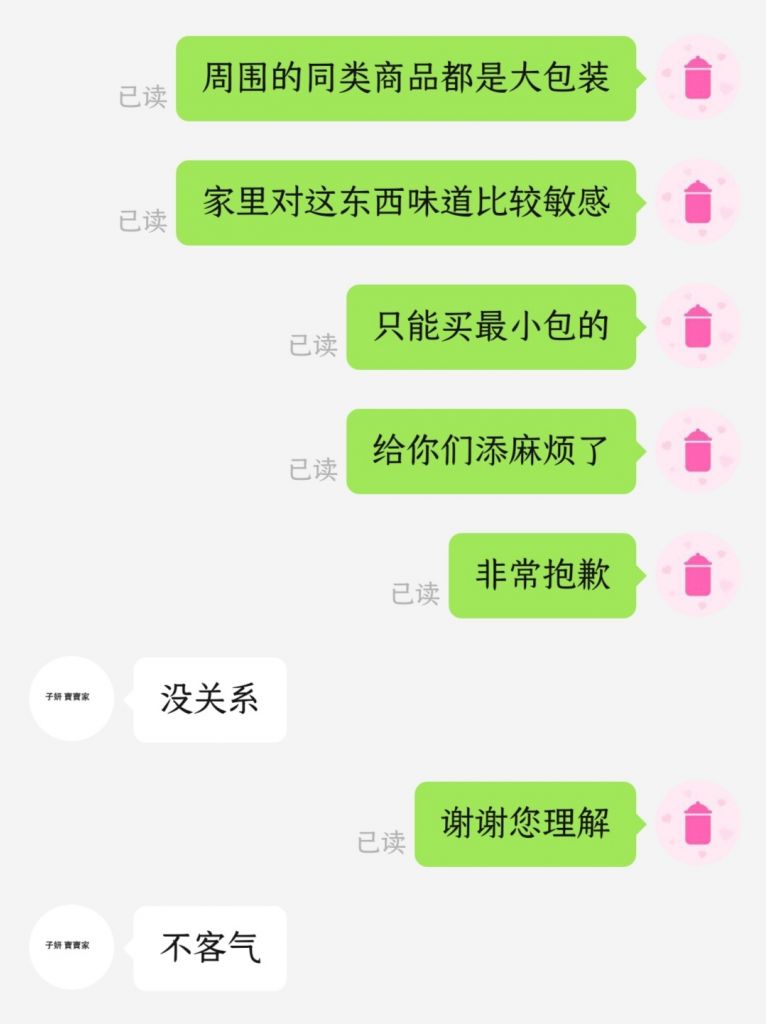 周围的同类商品都是大包装
已读
家里对这东西味道比较敏感
已读
只能买最小包的
已读
给你们添麻烦了
已读
非常抱歉
已读
子妍 賣賣家
没关系
谢谢您理解
已读
子妍 賣賣家
不客气